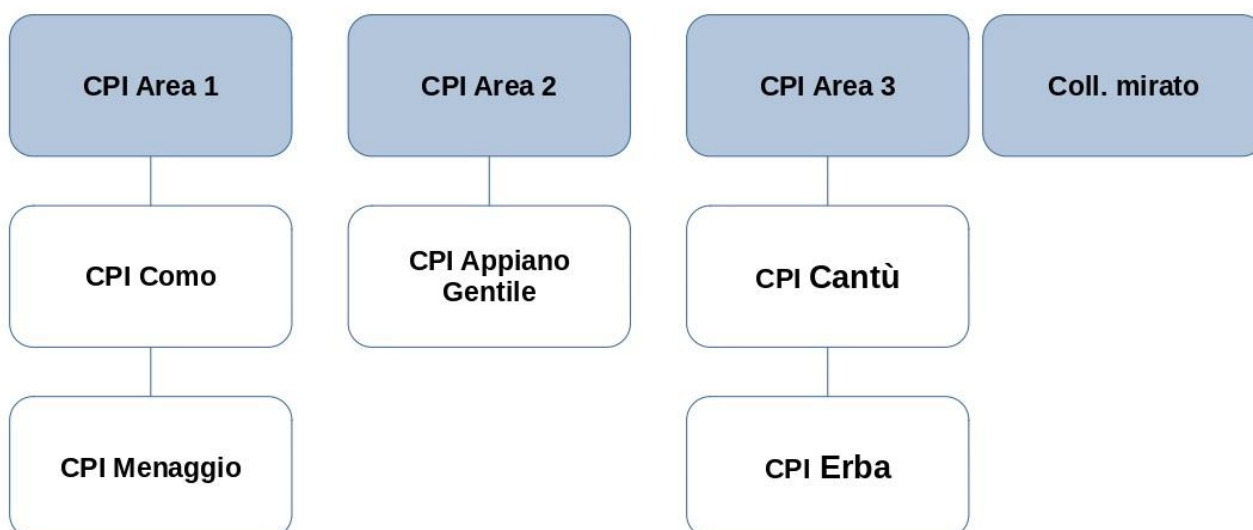 CPI Area 1
CPI Area 2
CPI Area 3
Coll. mirato
CPI Como
CPI Appiano
Gentile
CPI Cantù
CPI Menaggio
CPI Erba